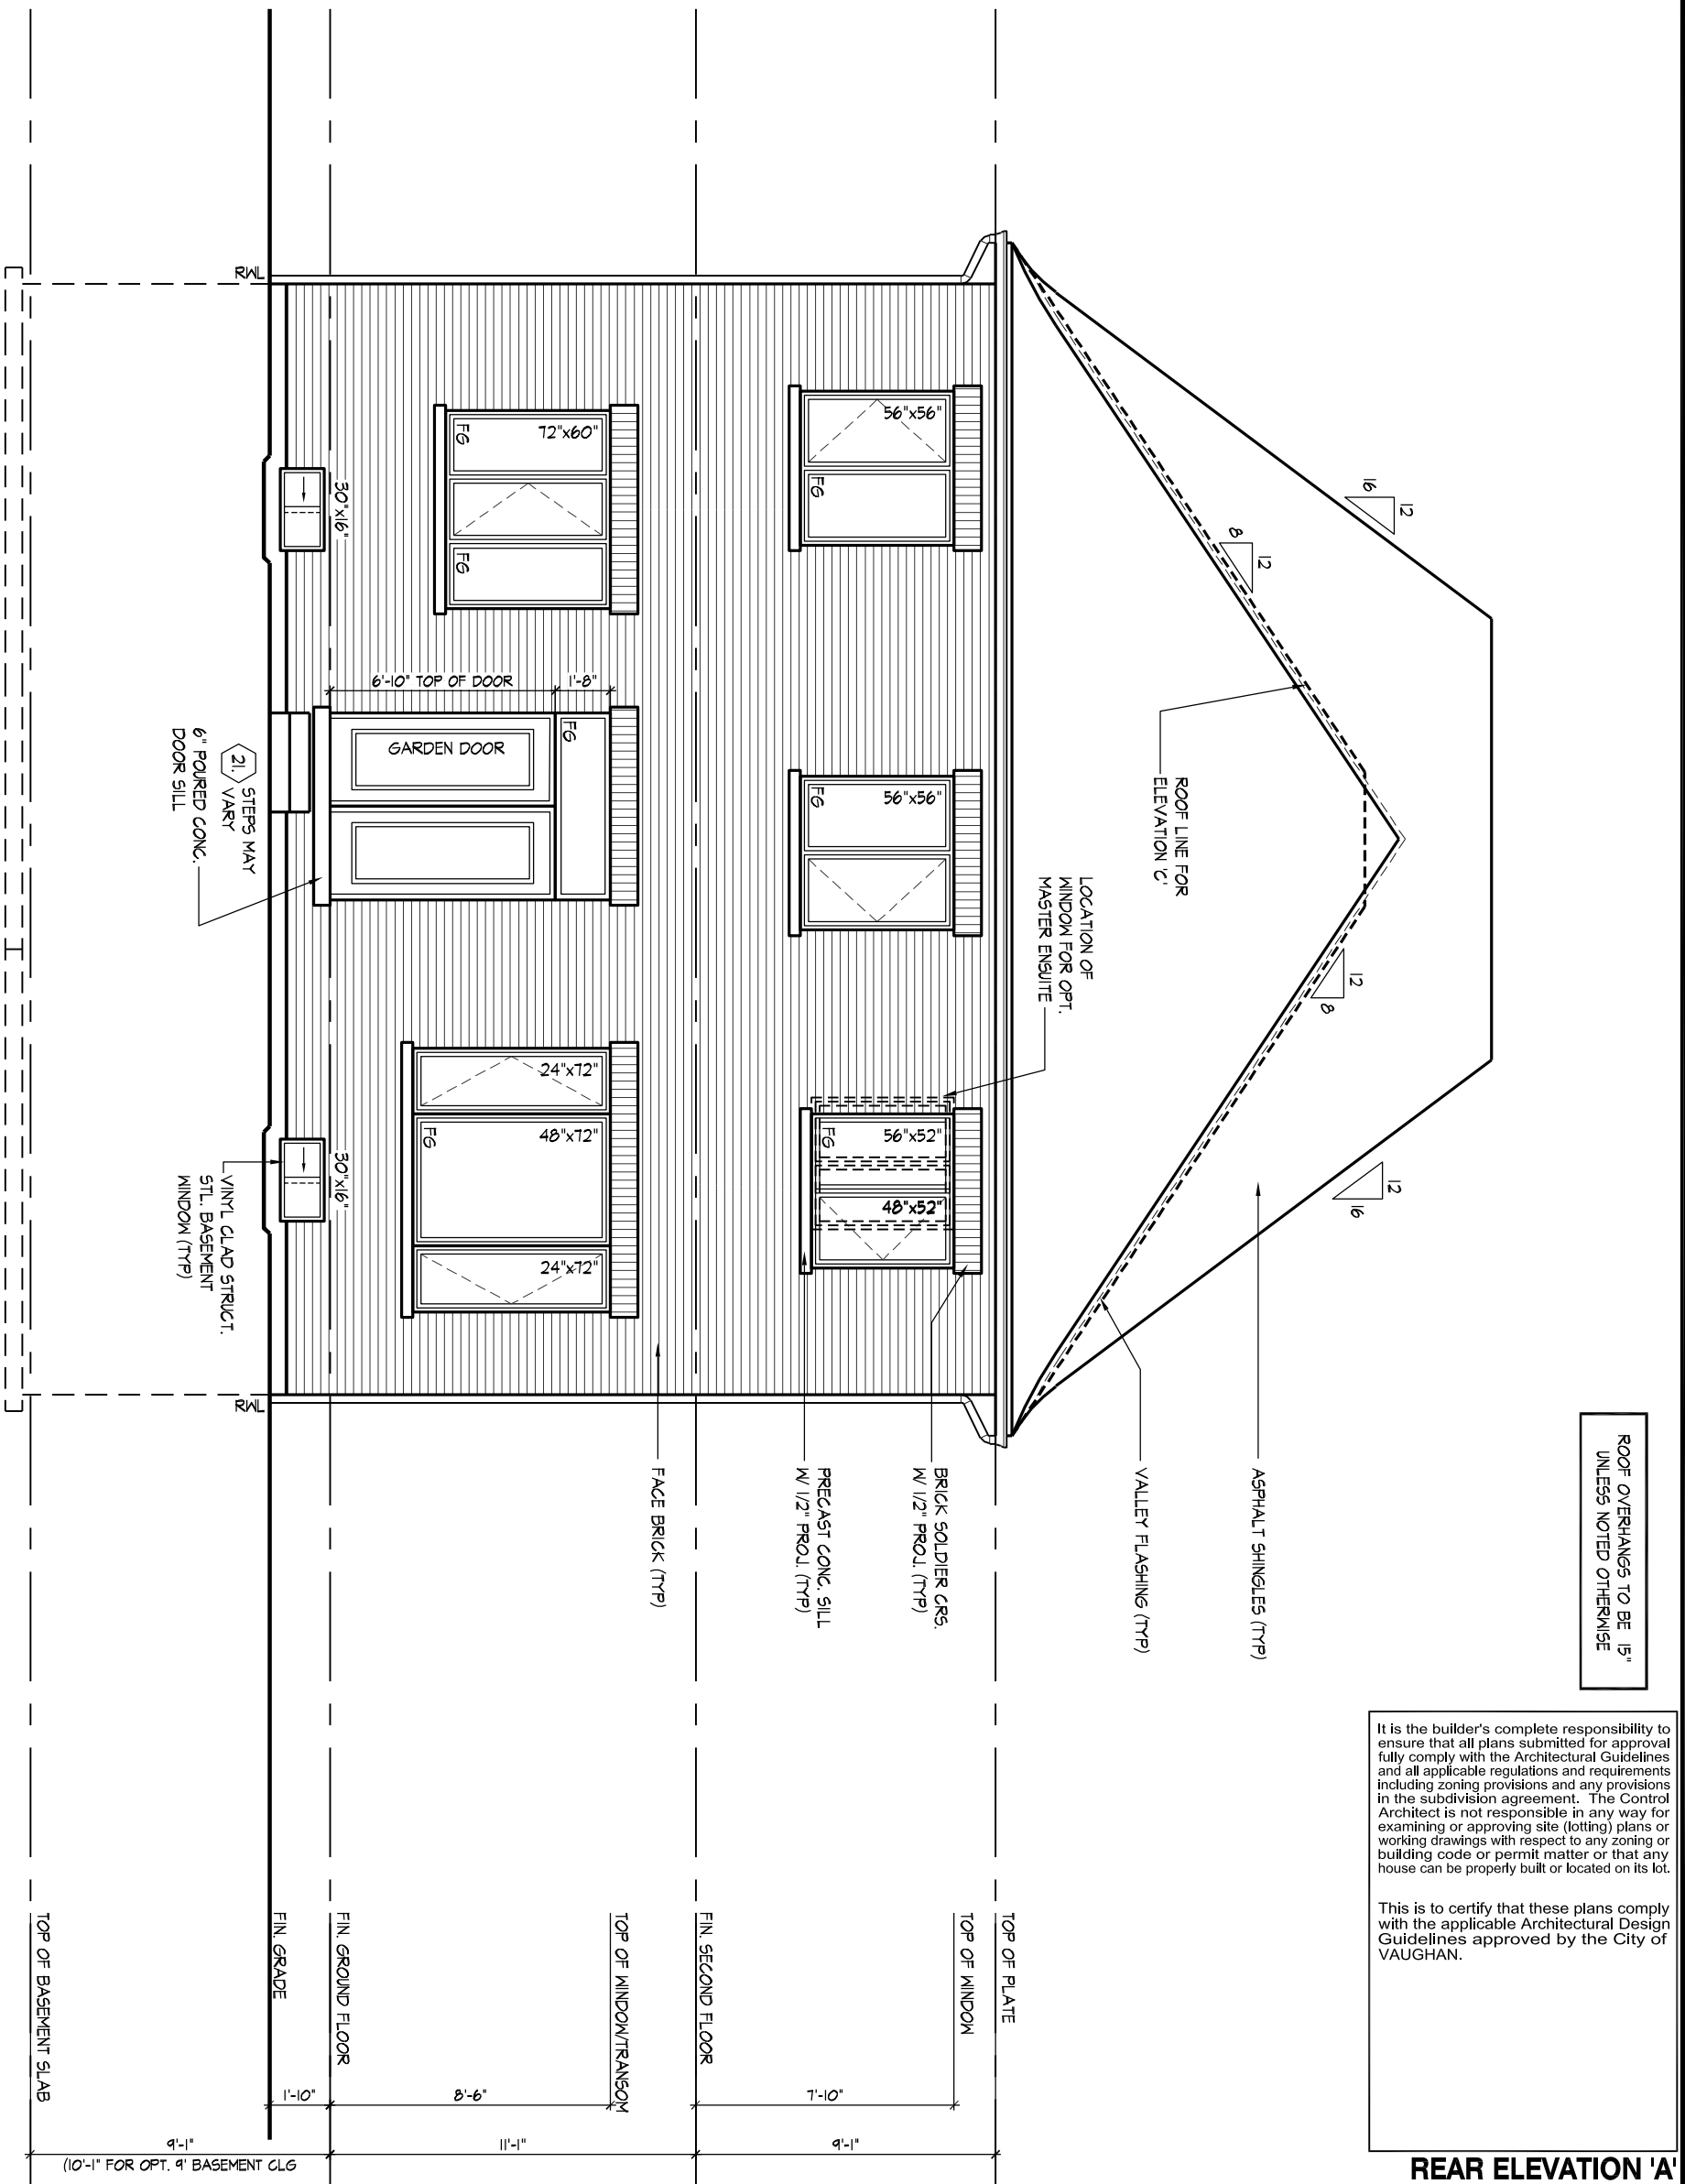 ROOF OVERHANGS TO BE 15"
UNLESS NOTED OTHERWISE
It is the builder's complete responsibility to
ensure that all plans submitted for approval
fully comply with the Architectural Guidelines
and all applicable regulations and requirements
including zoning provisions and any provisions
in the subdivision agreement. The Control
Architect is not responsible in any way for
examining or approving site (lotting) plans or
working drawings with respect to any zoning or
building code or permit matter or that any
house can be properly built or located on its lot.
This is to certify that these plans comply
with the applicable Architectural Design
Guidelines approved by the City of
VAUGHAN.
16
12
8
12
12
8
12
16
ROOF LINE FOR
ELEVATION 'C'
LOCATION OF
WINDOW FOR OPT.
MASTER ENSUITE
ASPHALT SHINGLES (TYP)
VALLEY FLASHING (TYP)
BRICK SOLDIER CRS.
W/ 1/2" PROJ. (TYP)
PRECAST CONC. SILL
W/ 1/2" PROJ. (TYP)
FACE BRICK (TYP)
56"x56"
FG
56"x56"
FG
56"x52"
FG
48"x52"
72"x60"
FG
FG
6'-10" TOP OF DOOR
1'-8"
FG
GARDEN DOOR
24"x72"
48"x72"
FG
24"x72"
30"x16"
30"x16"
RWL
RWL
21.
STEPS MAY
VARY
6" POURED CONC.
DOOR SILL
VINYL CLAD STRUCT.
STL. BASEMENT
WINDOW (TYP)
TOP OF PLATE
TOP OF WINDOW
FIN. SECOND FLOOR
TOP OF WINDOW/TRANSOM
FIN. GROUND FLOOR
FIN. GRADE
TOP OF BASEMENT SLAB
7'-10"
8'-6"
1'-10"
9'-1"
11'-1"
9'-1"
(10'-1" FOR OPT. 9' BASEMENT CLG
REAR ELEVATION 'A'